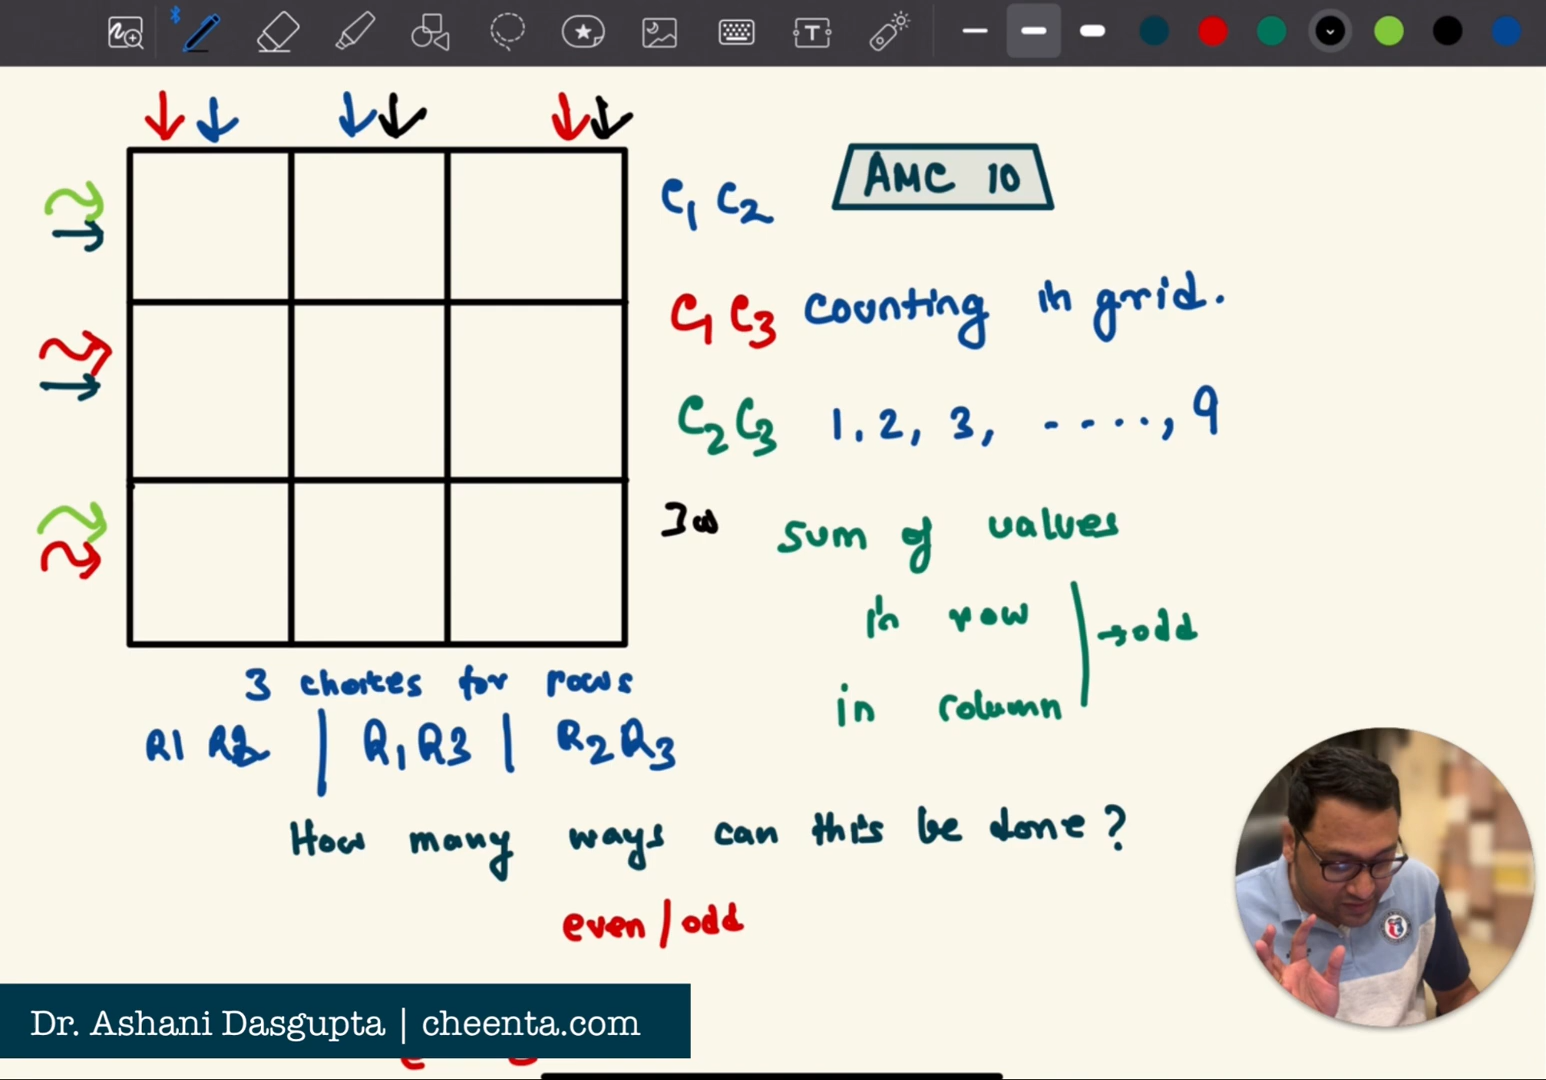 AMC 10
C1 C2
C1 C3
counting in grid.
C2 C3
1, 2, 3, ....., 9
sum of values
in row
→ odd
in column
3 choices for rows
R1 R2 | R1 R3 | R2 R3
How many ways can this be done?
even / odd
Dr. Ashani Dasgupta | cheenta.com